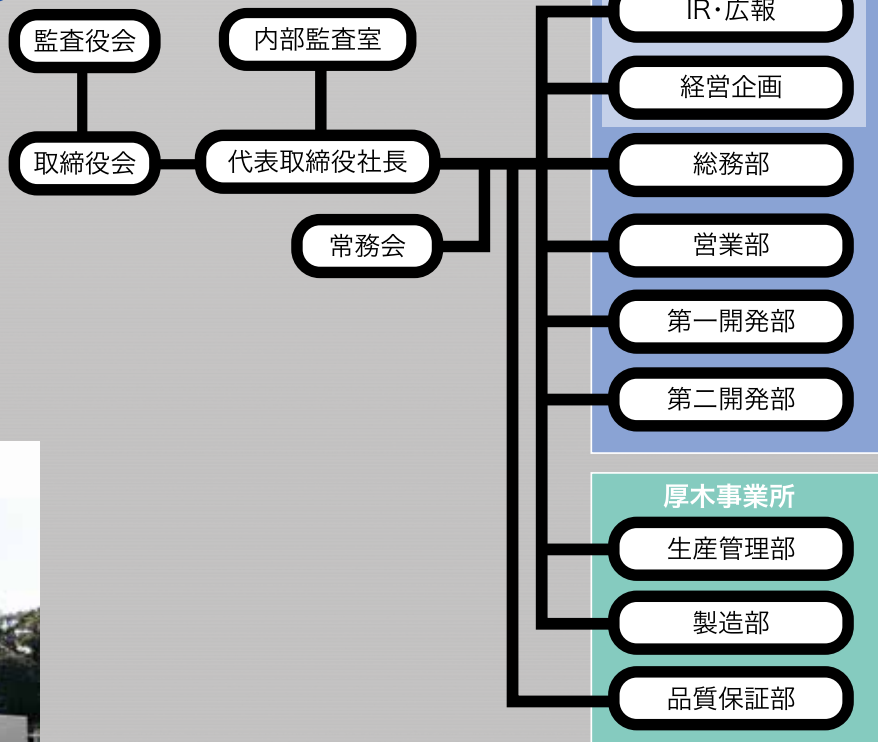 IR・広報
監査役会
内部監査室
経営企画
取締役会
代表取締役社長
総務部
常務会
営業部
第一開発部
第二開発部
厚木事業所
生産管理部
製造部
品質保証部